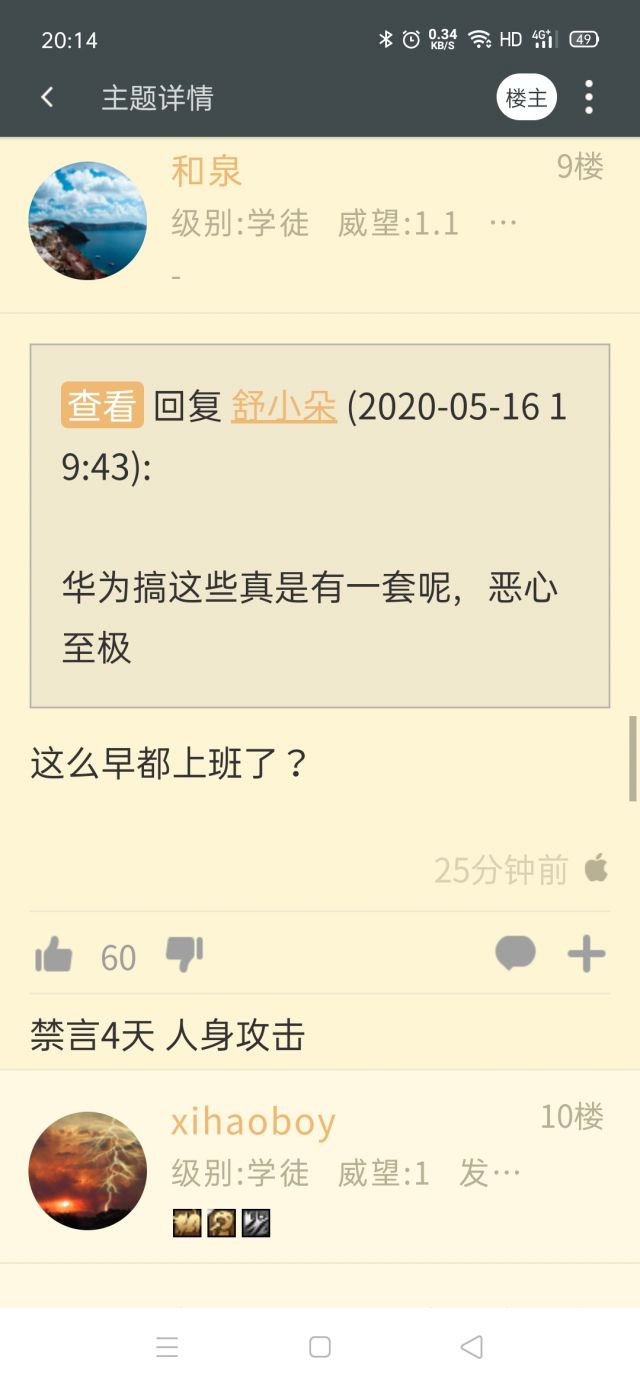 20:14
0.34
KB/S
HD
4G+
49
主题详情
楼主
和泉
9楼
级别:学徒 威望:1.1 …
-
查看 回复 舒小朵 (2020-05-16 1
9:43):
华为搞这些真是有一套呢，恶心
至极
这么早都上班了？
25分钟前
60
禁言4天 人身攻击
xihaoboy
10楼
级别:学徒 威望:1 发…